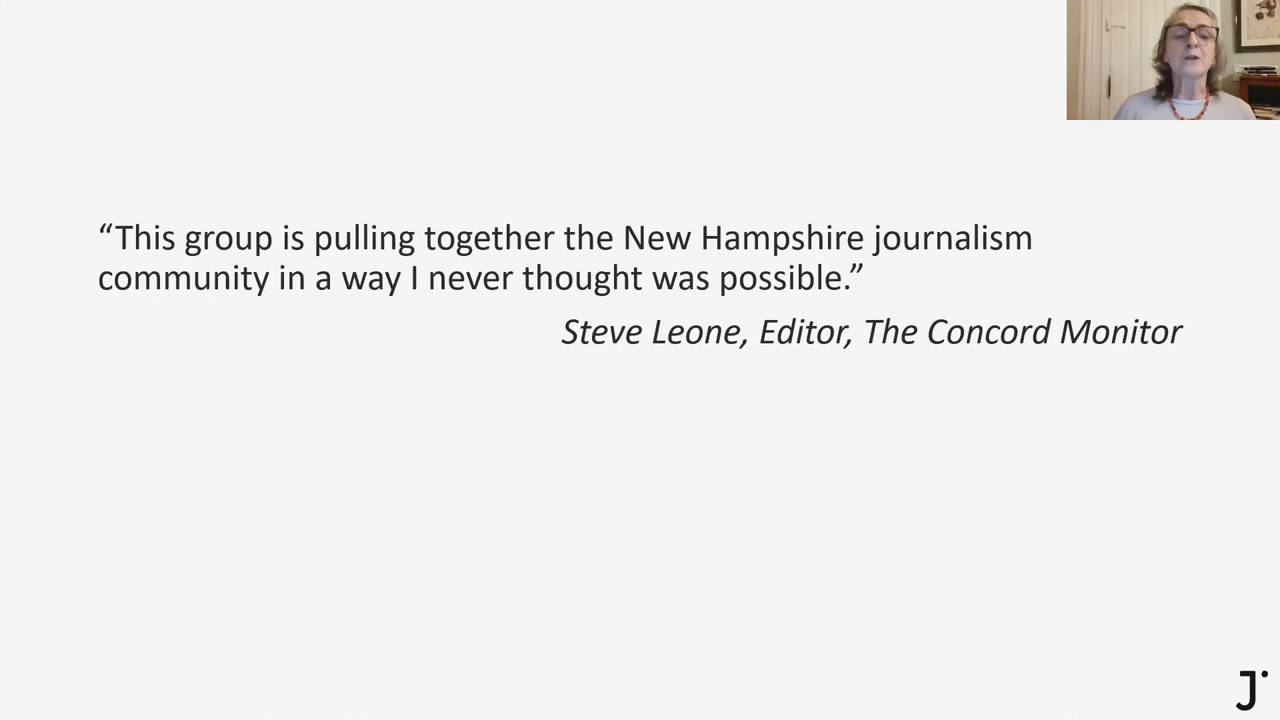 “This group is pulling together the New Hampshire journalism
community in a way I never thought was possible.”
Steve Leone, Editor, The Concord Monitor
J